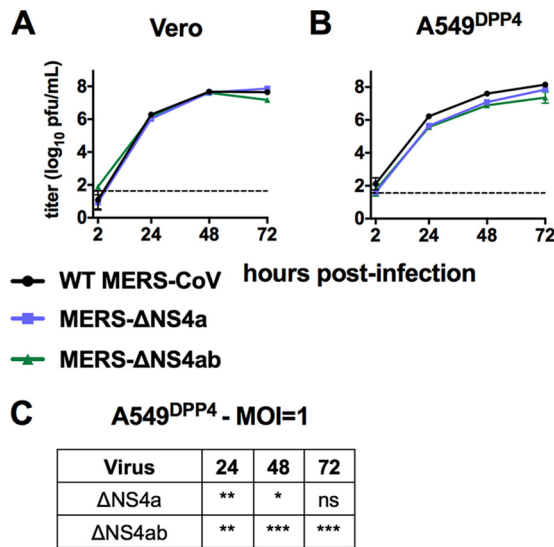 A
Vero
B
A549DPP4
titer (log10 pfu/mL)
10
8
6
4
2
0
2
24
48
72
10
8
6
4
2
0
2
24
48
72
hours post-infection
WT MERS-CoV
MERS-ΔNS4a
MERS-ΔNS4ab
C
A549DPP4 - MOI=1
Virus 24 48 72
ΔNS4a ** * ns
ΔNS4ab ** *** ***